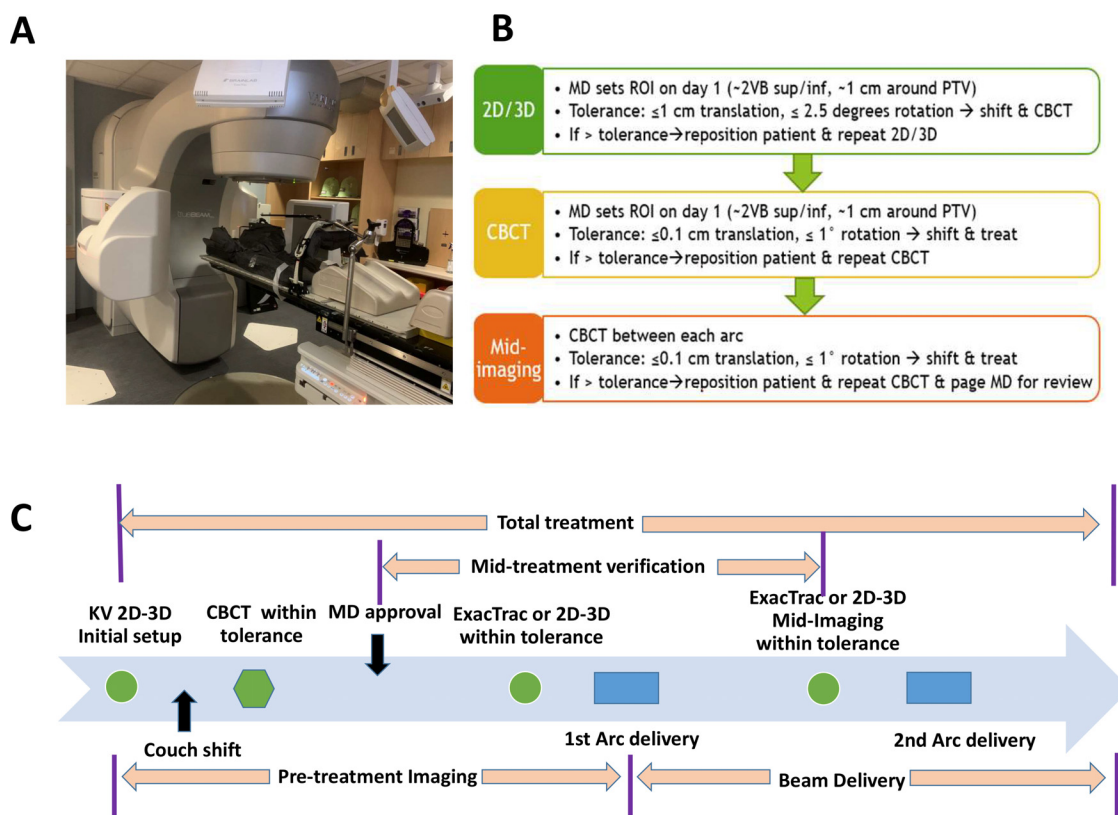 A
B
2D/3D
• MD sets ROI on day 1 (~2VB sup/inf, ~1 cm around PTV)
• Tolerance: ≤1 cm translation, ≤ 2.5 degrees rotation → shift & CBCT
• If > tolerance→reposition patient & repeat 2D/3D
CBCT
• MD sets ROI on day 1 (~2VB sup/inf, ~1 cm around PTV)
• Tolerance: ≤0.1 cm translation, ≤ 1° rotation → shift & treat
• If > tolerance→reposition patient & repeat CBCT
Mid-
imaging
• CBCT between each arc
• Tolerance: ≤0.1 cm translation, ≤ 1° rotation → shift & treat
• If > tolerance→reposition patient & repeat CBCT & page MD for review
C
Total treatment
Mid-treatment verification
KV 2D-3D
Initial setup
CBCT within
tolerance
MD approval
ExacTrac or 2D-3D
within tolerance
ExacTrac or 2D-3D
Mid-Imaging
within tolerance
Couch shift
1st Arc delivery
2nd Arc delivery
Pre-treatment Imaging
Beam Delivery